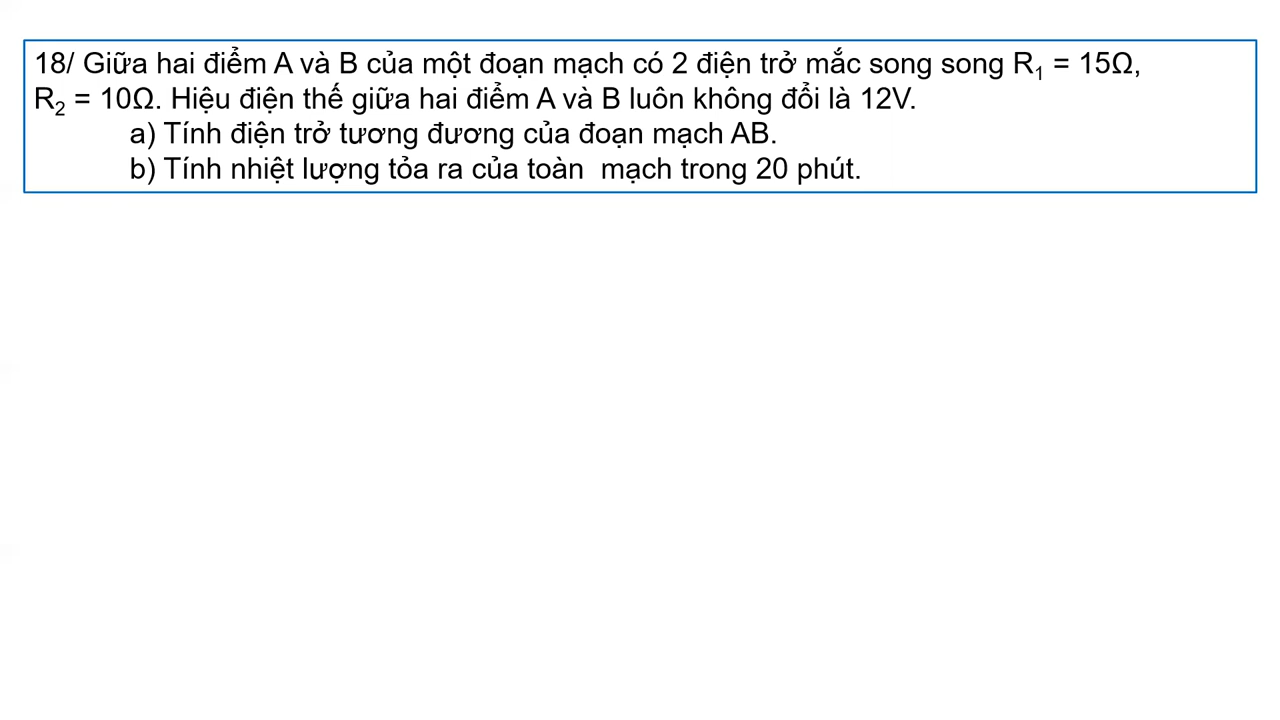 18/ Giữa hai điểm A và B của một đoạn mạch có 2 điện trở mắc song song R₁ = 15Ω,
R₂ = 10Ω. Hiệu điện thế giữa hai điểm A và B luôn không đổi là 12V.
a) Tính điện trở tương đương của đoạn mạch AB.
b) Tính nhiệt lượng tỏa ra của toàn  mạch trong 20 phút.